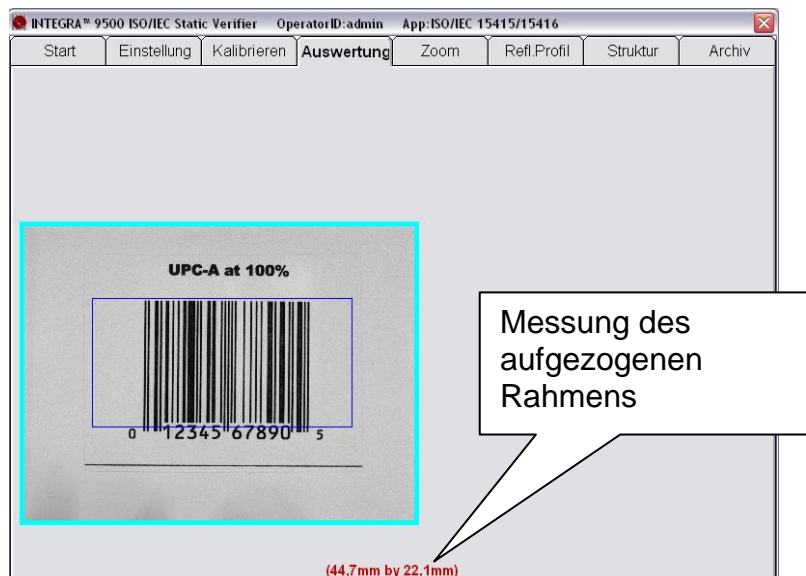 INTEGRA™ 9500 ISO/IEC Static Verifier OperatorID:admin App:ISO/IEC 15415/15416
Start Einstellung Kalibrieren Auswertung Zoom Refl.Profil Struktur Archiv
UPC-A at 100%
0 12345 67890 5
Messung des
aufgezogenen
Rahmens
(44,7mm by 22,1mm)